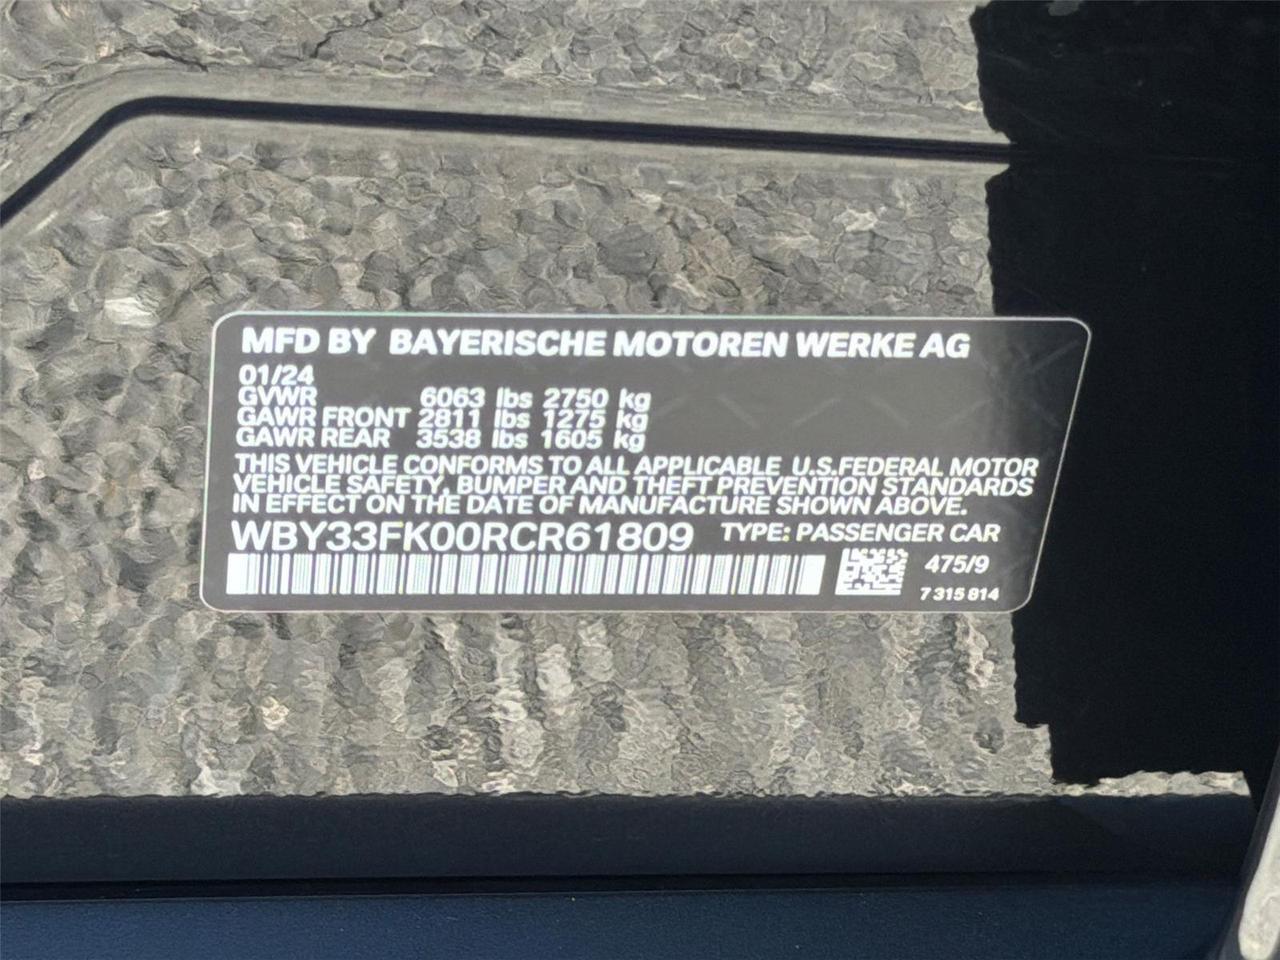 MFD BY BAYERISCHE MOTOREN WERKE AG
01/24
GVWR 6063 lbs 2750 kg
GAWR FRONT 2811 lbs 1275 kg
GAWR REAR 3538 lbs 1605 kg
THIS VEHICLE CONFORMS TO ALL APPLICABLE U.S.FEDERAL MOTOR
VEHICLE SAFETY, BUMPER AND THEFT PREVENTION STANDARDS
IN EFFECT ON THE DATE OF MANUFACTURE SHOWN ABOVE.
WBY33FK00RCR61809 TYPE: PASSENGER CAR
475/9
7 315 814